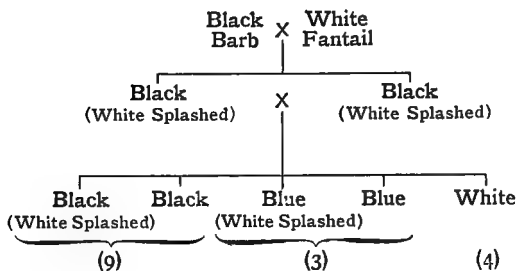 Black X White
Barb Fantail
Black X Black
(White Splashed) (White Splashed)
Black Black Blue Blue White
(White Splashed) (White Splashed)
(9) (3) (4)